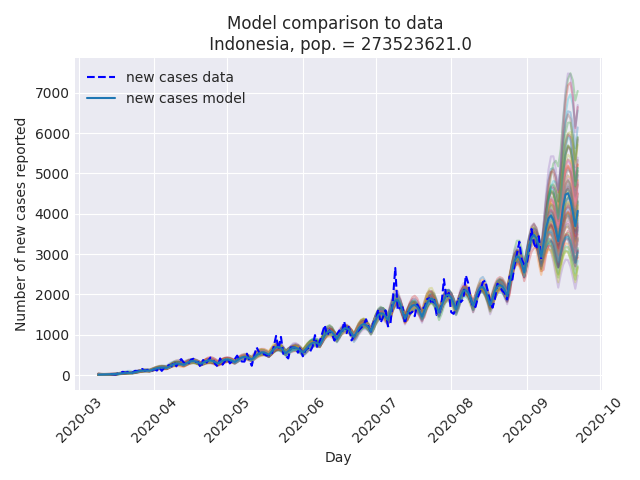 Model comparison to data
Indonesia, pop. = 273523621.0
new cases data
new cases model
Number of new cases reported
7000
6000
5000
4000
3000
2000
1000
0
2020-03
2020-04
2020-05
2020-06
2020-07
2020-08
2020-09
2020-10
Day